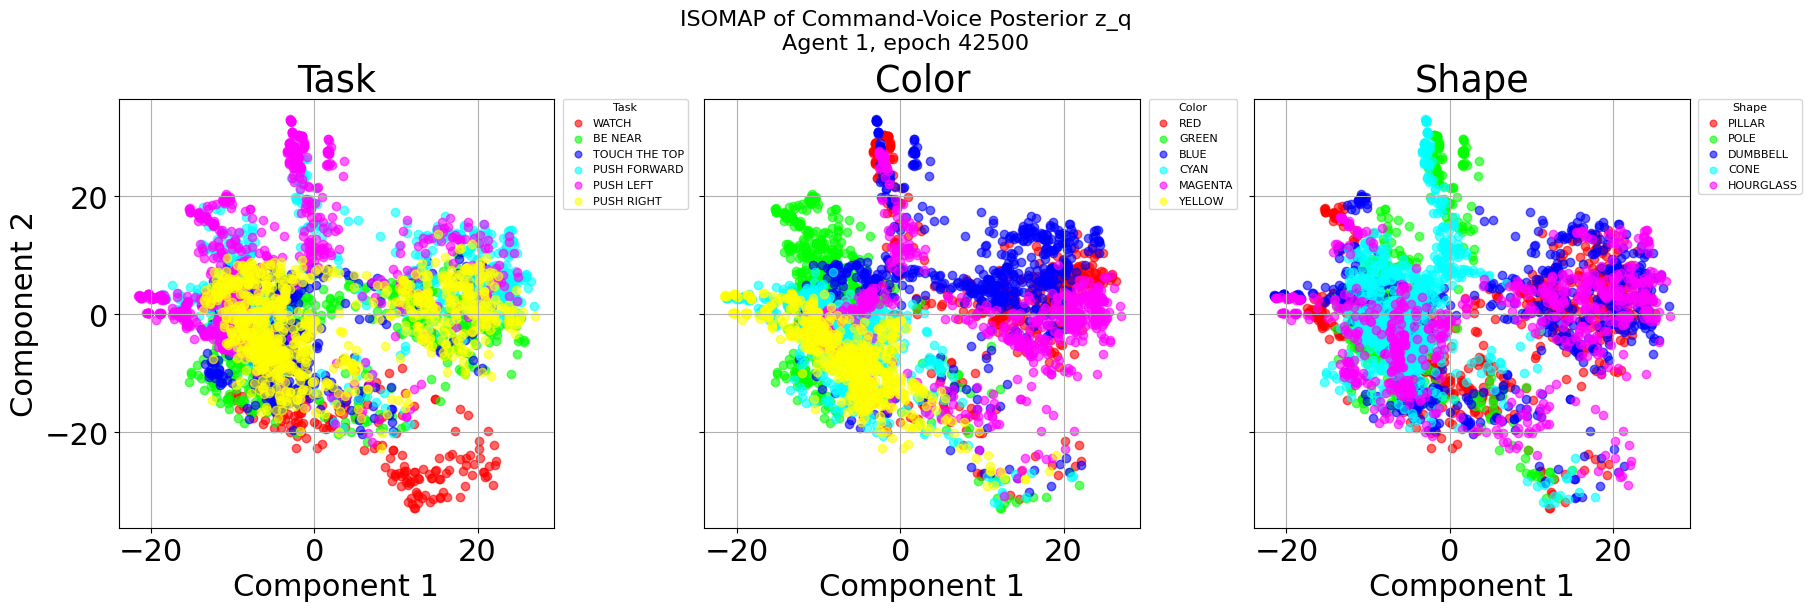 ISOMAP of Command-Voice Posterior z_q
Agent 1, epoch 42500
Task
Color
Shape
Task
WATCH
BE NEAR
TOUCH THE TOP
PUSH FORWARD
PUSH LEFT
PUSH RIGHT
Color
RED
GREEN
BLUE
CYAN
MAGENTA
YELLOW
Shape
PILLAR
POLE
DUMBBELL
CONE
HOURGLASS
Component 2
20
0
−20
−20 0 20
−20 0 20
−20 0 20
Component 1
Component 1
Component 1